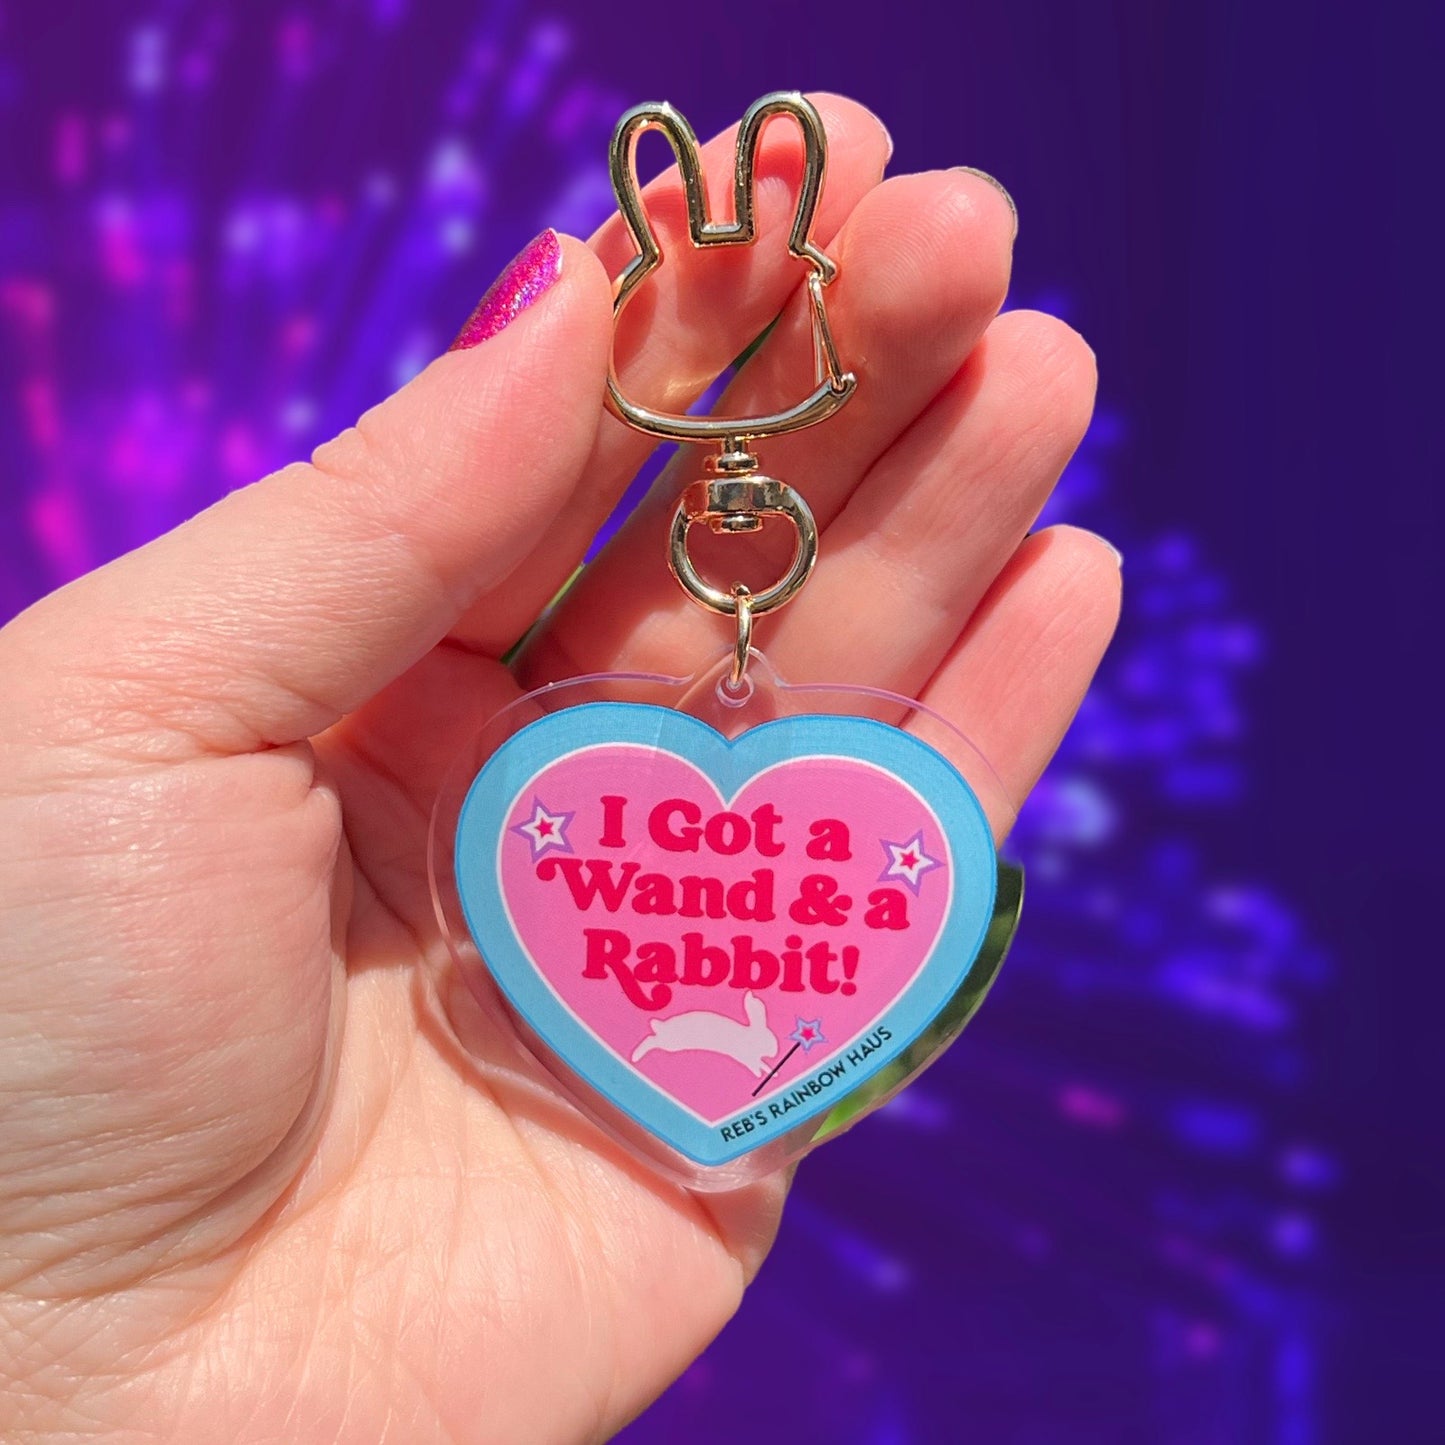 I Got a
Wand & a
Rabbit!
REB'S RAINBOW HAUS